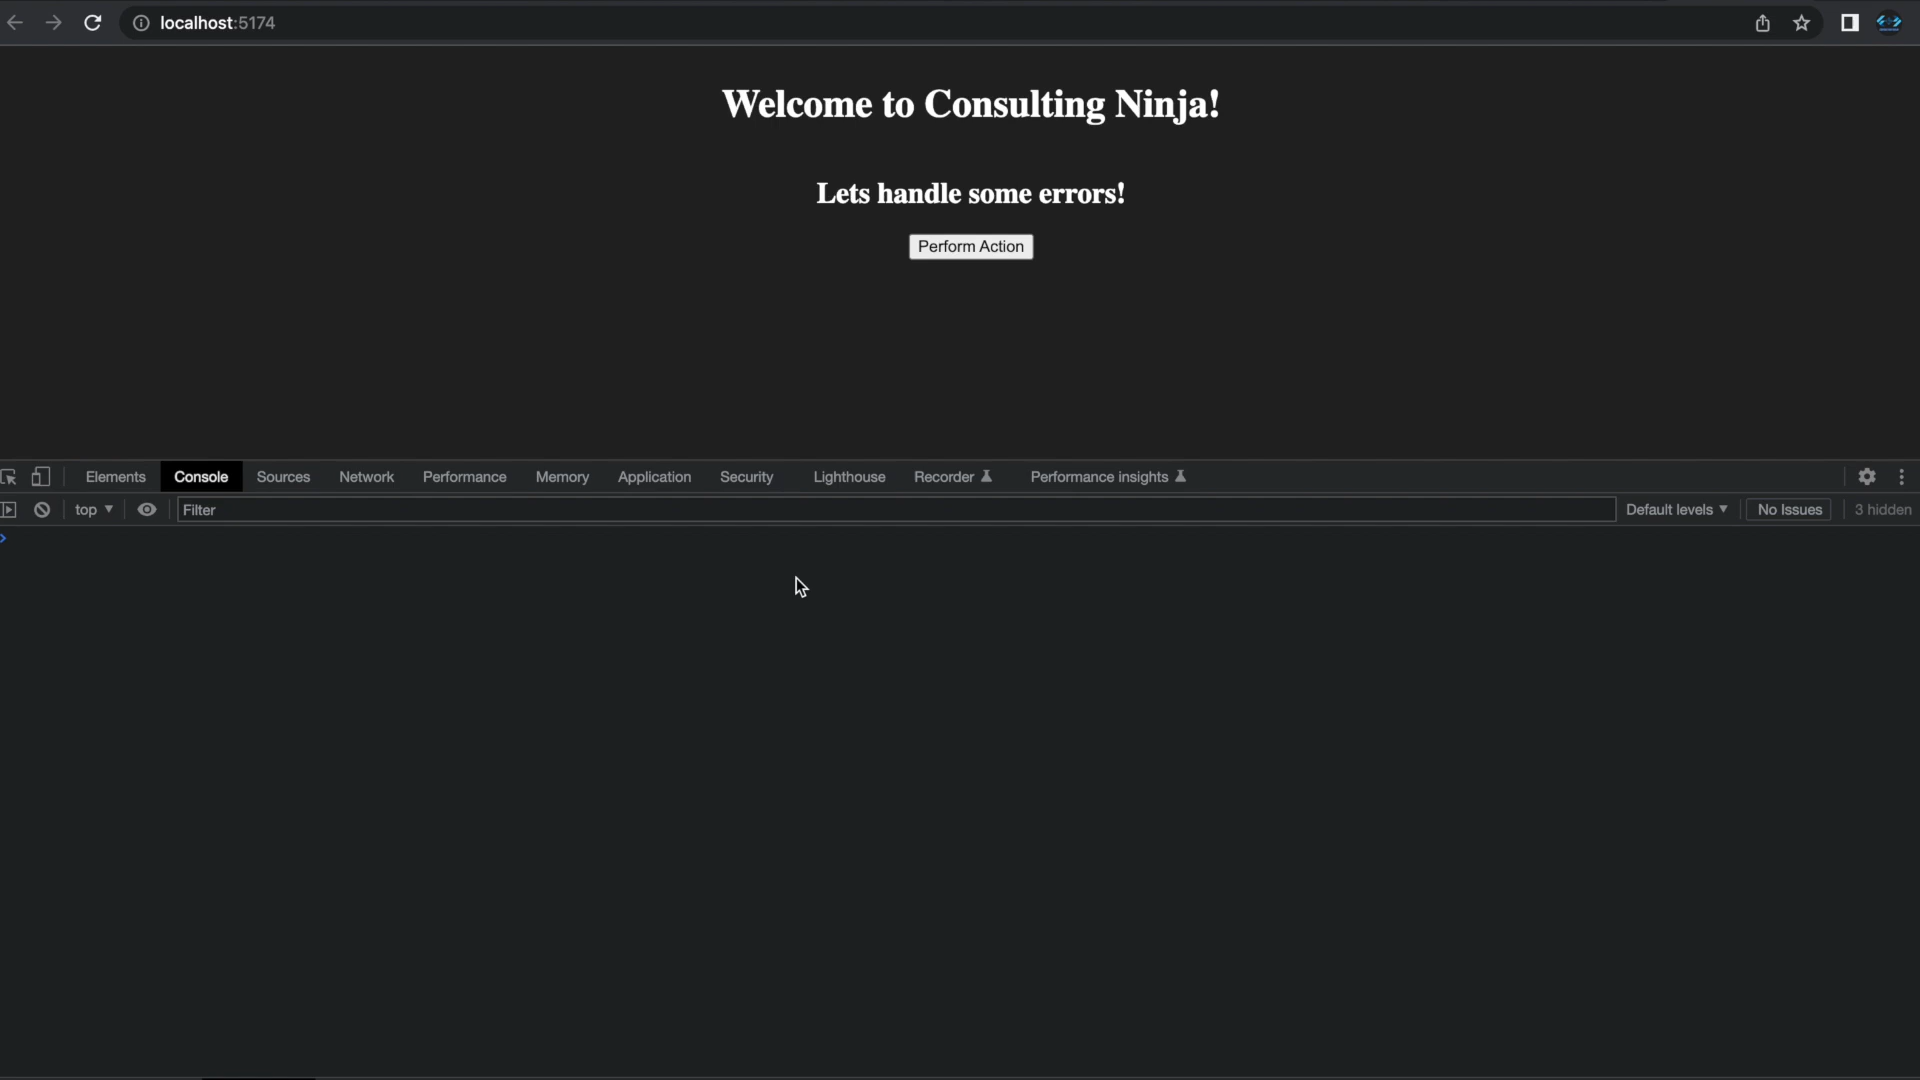 localhost:5174
Welcome to Consulting Ninja!
Lets handle some errors!
Perform Action
Elements Console Sources Network Performance Memory Application Security Lighthouse Recorder Performance insights
top Filter Default levels No Issues 3 hidden